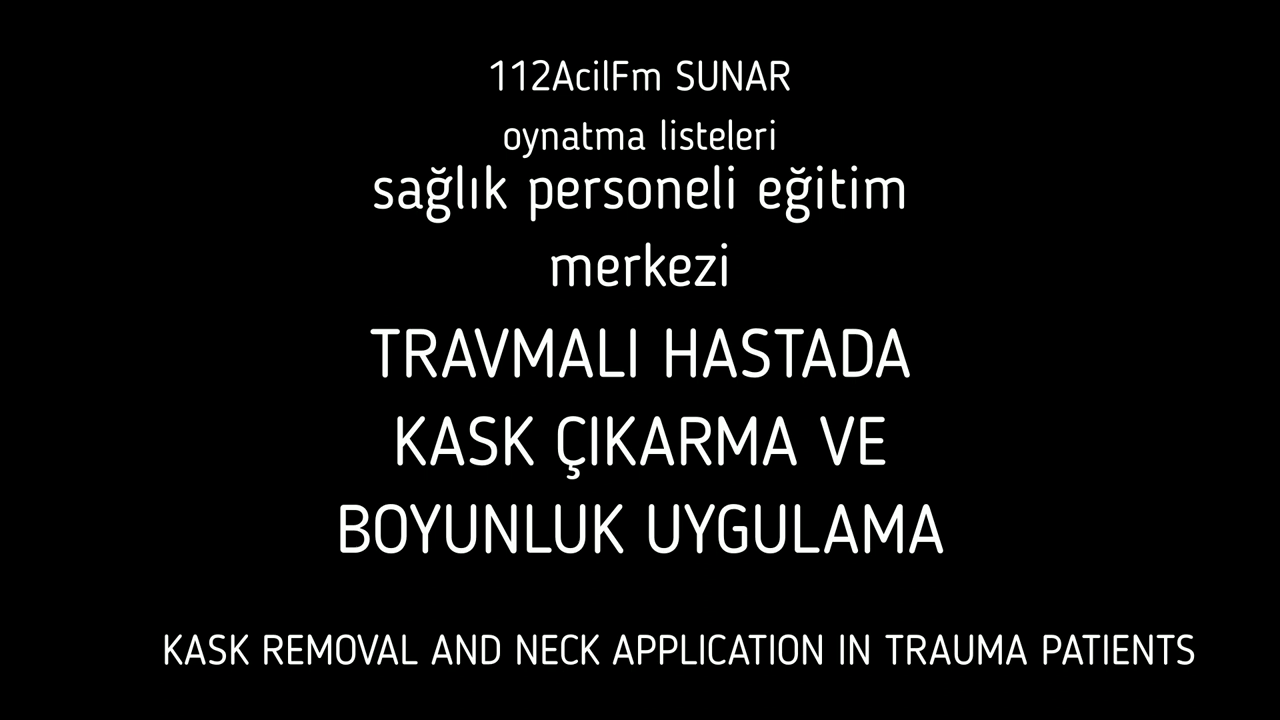 112AcilFm SUNAR
oynatma listeleri
sağlık personeli eğitim
merkezi
TRAVMALI HASTADA
KASK ÇIKARMA VE
BOYUNLUK UYGULAMA
KASK REMOVAL AND NECK APPLICATION IN TRAUMA PATIENTS